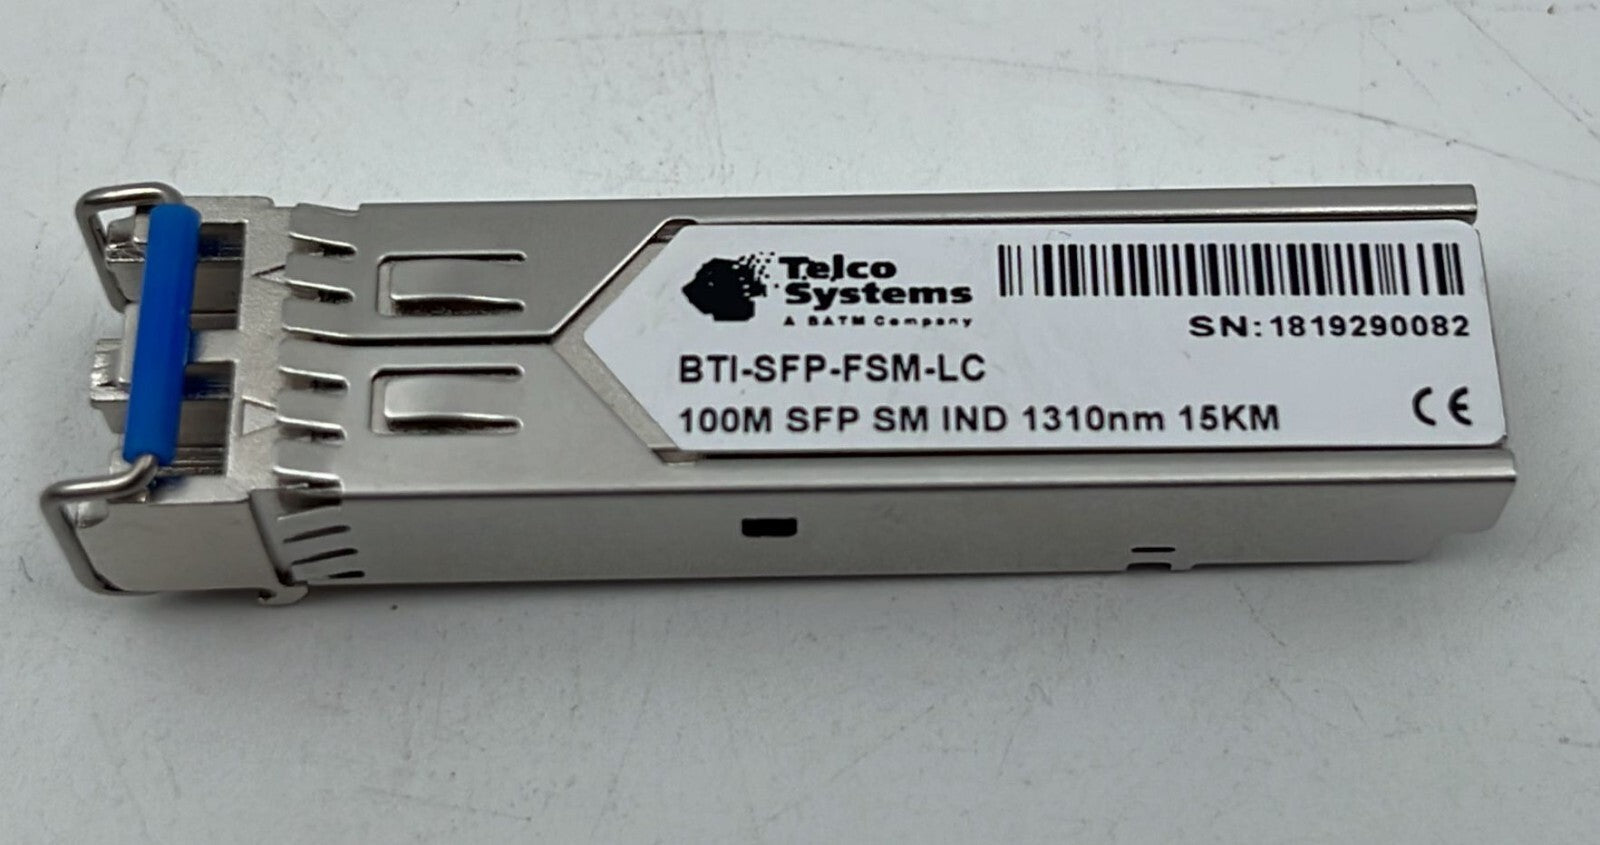 Telco
Systems
A BATM Company
SN:1819290082
BTI-SFP-FSM-LC
100M SFP SM IND 1310nm 15KM
CE